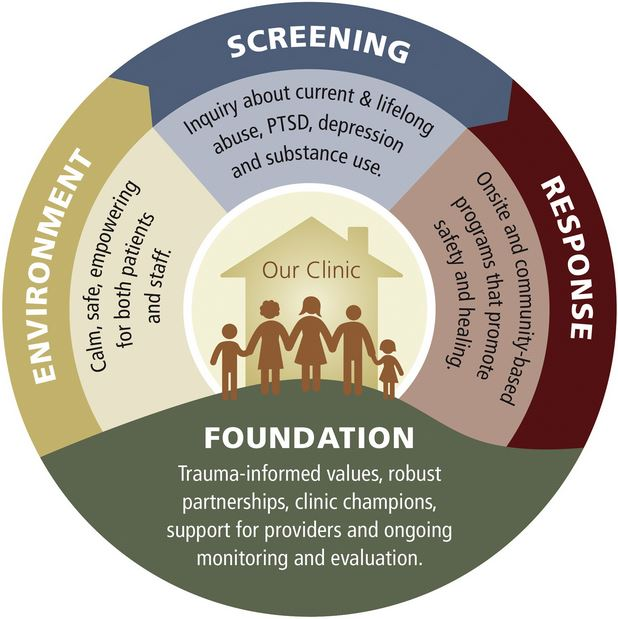 SCREENING
Inquiry about current & lifelong
abuse, PTSD, depression
and substance use.
ENVIRONMENT
Calm, safe, empowering
for both patients
and staff.
RESPONSE
Onsite and community-based
programs that promote
safety and healing.
Our Clinic
FOUNDATION
Trauma-informed values, robust
partnerships, clinic champions,
support for providers and ongoing
monitoring and evaluation.